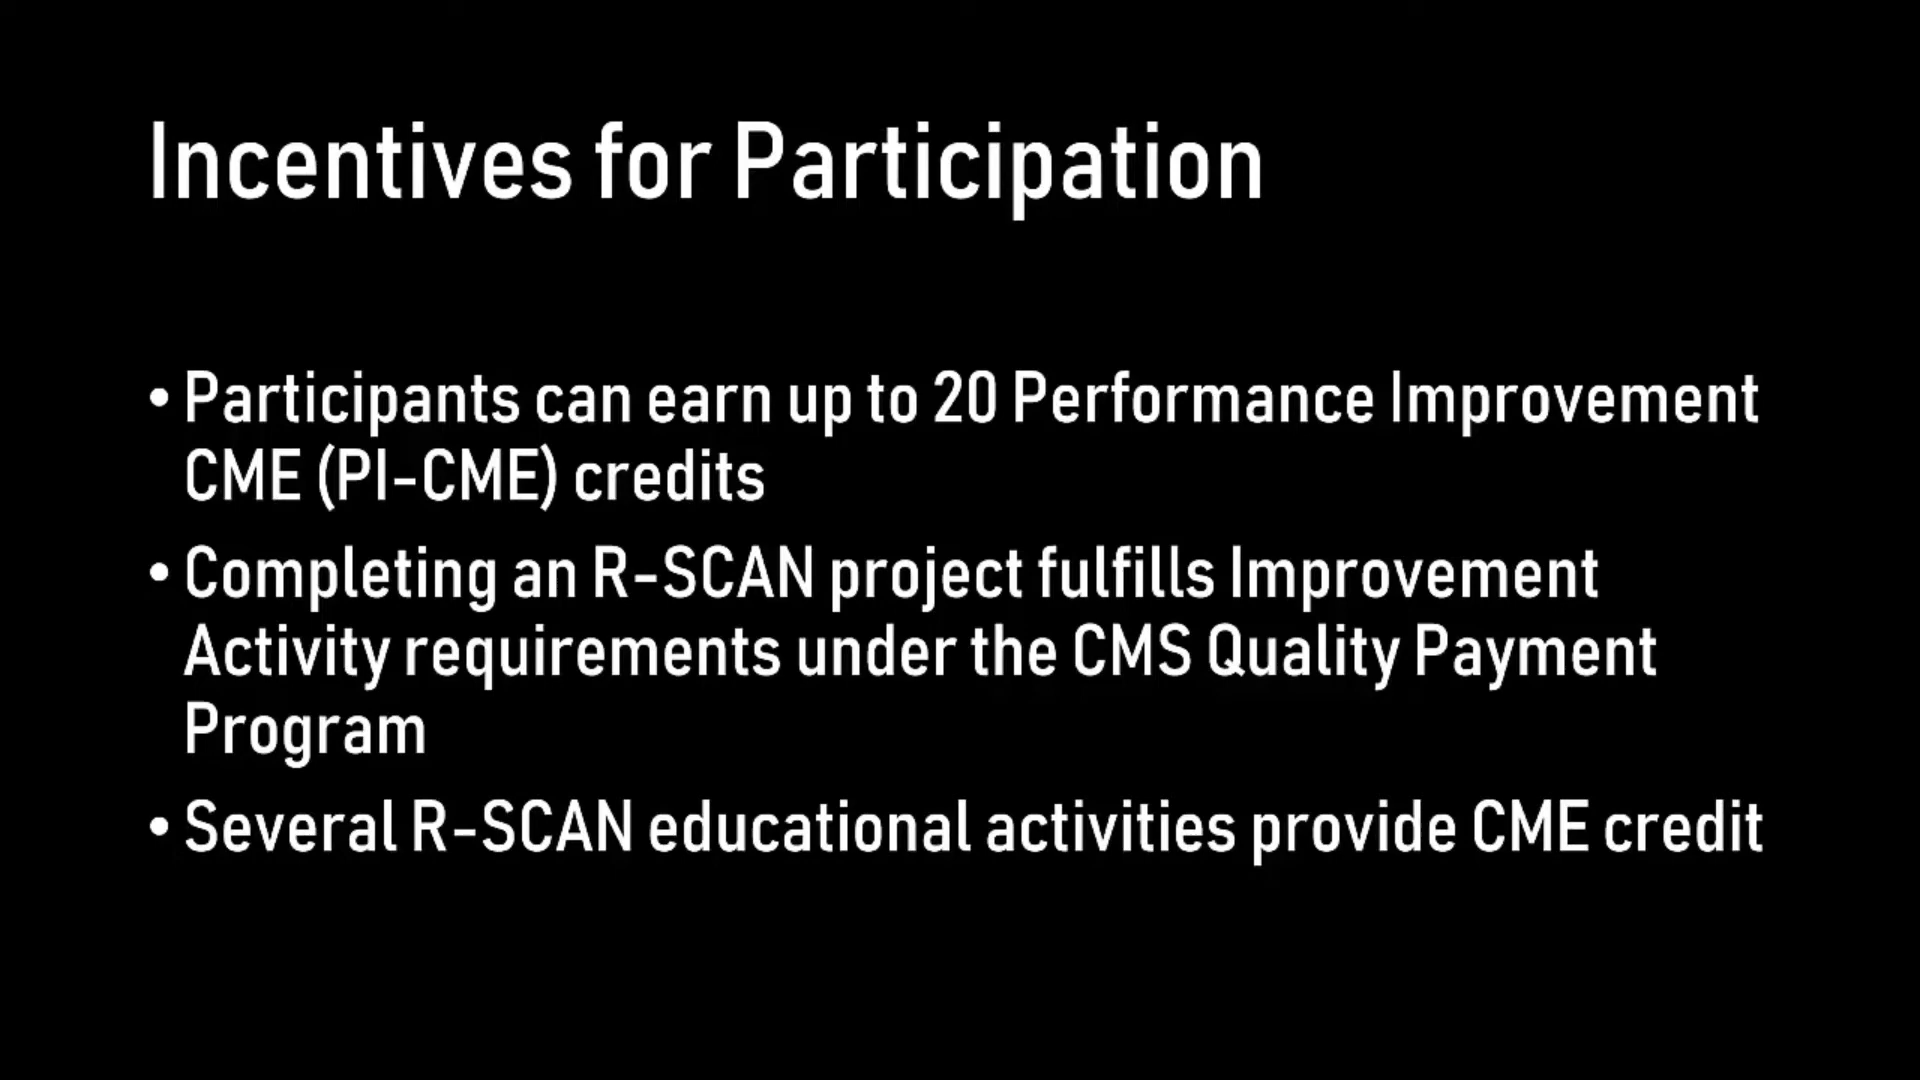 Incentives for Participation
• Participants can earn up to 20 Performance Improvement
CME (PI-CME) credits
• Completing an R-SCAN project fulfills Improvement
Activity requirements under the CMS Quality Payment
Program
• Several R-SCAN educational activities provide CME credit